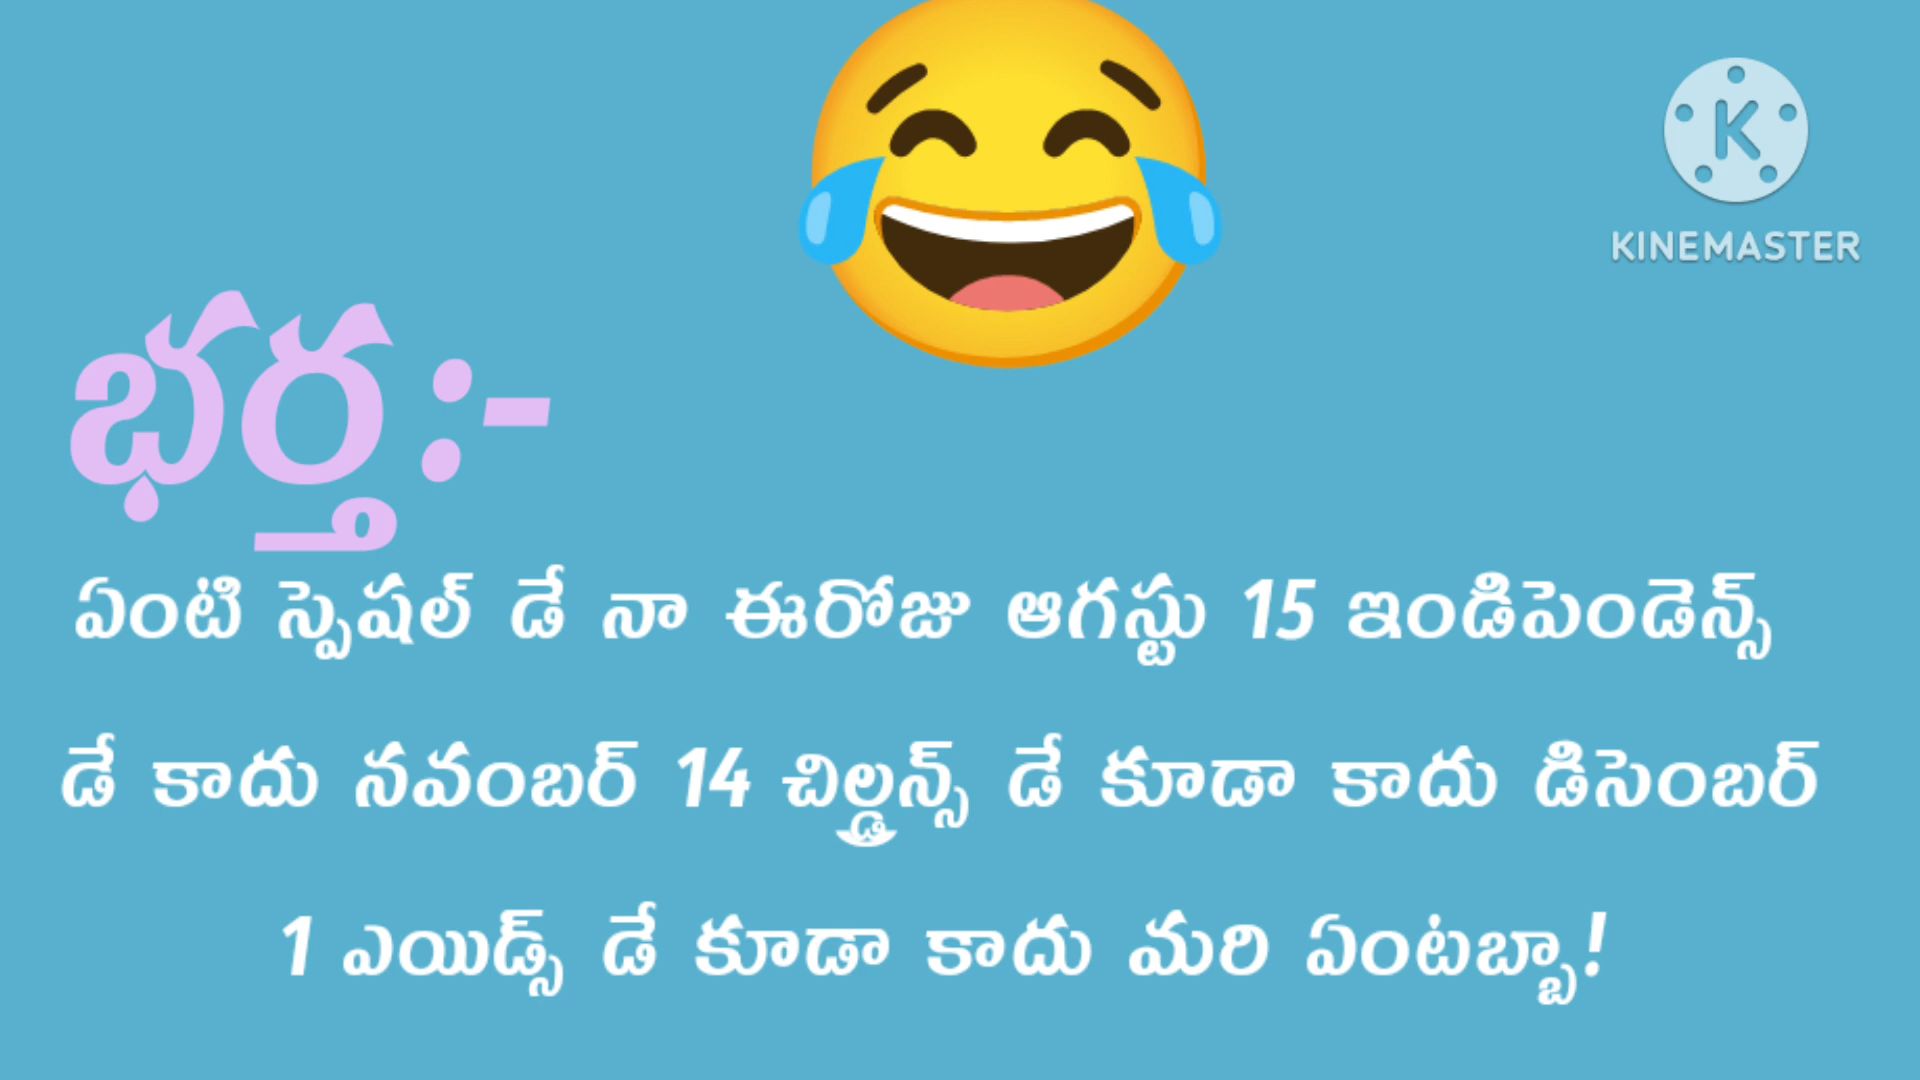 KINEMASTER
భర్త:-
ఏంటి స్పెషల్ డే నా ఈరోజు ఆగస్టు 15 ఇండిపెండెన్స్
డే కాదు నవంబర్ 14 చిల్డ్రన్స్ డే కూడా కాదు డిసెంబర్
1 ఎయిడ్స్ డే కూడా కాదు మరి ఏంటబ్బా!